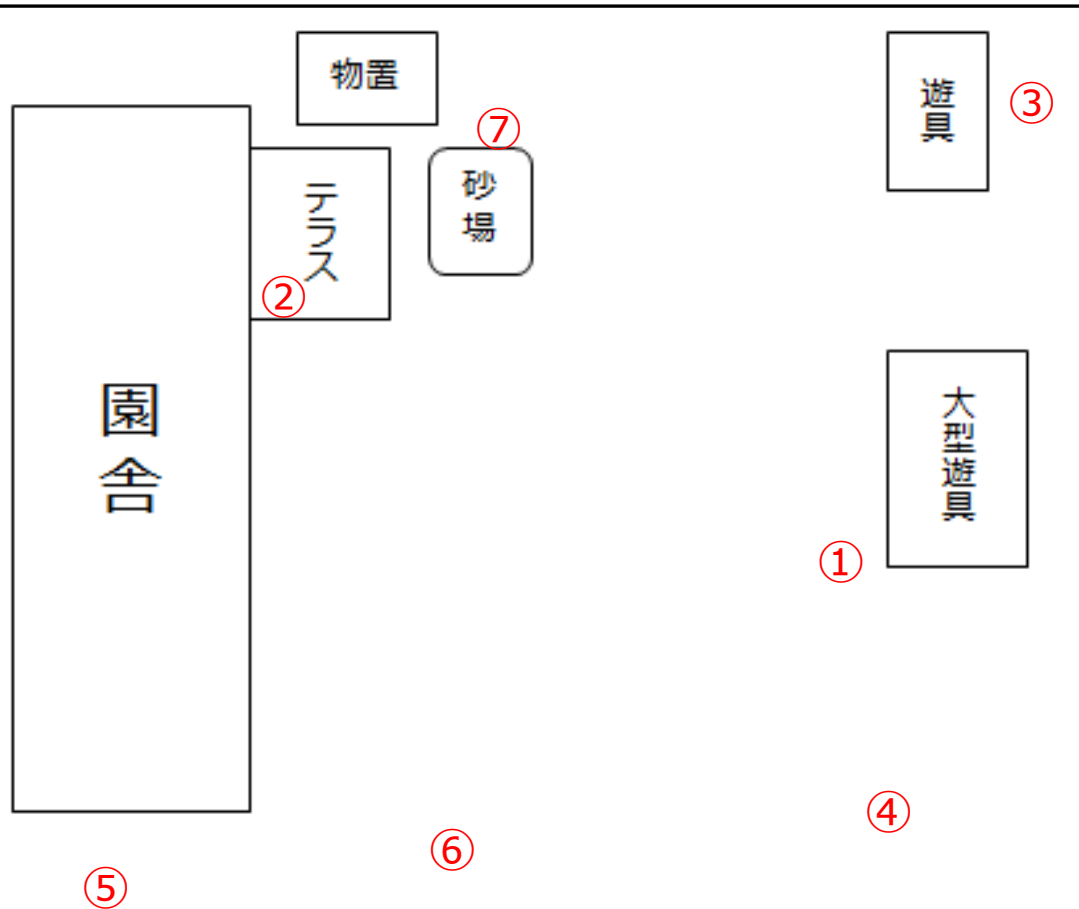 物置
遊具
③
⑦
砂場
テラス
②
園舎
大型遊具
①
④
⑥
⑤